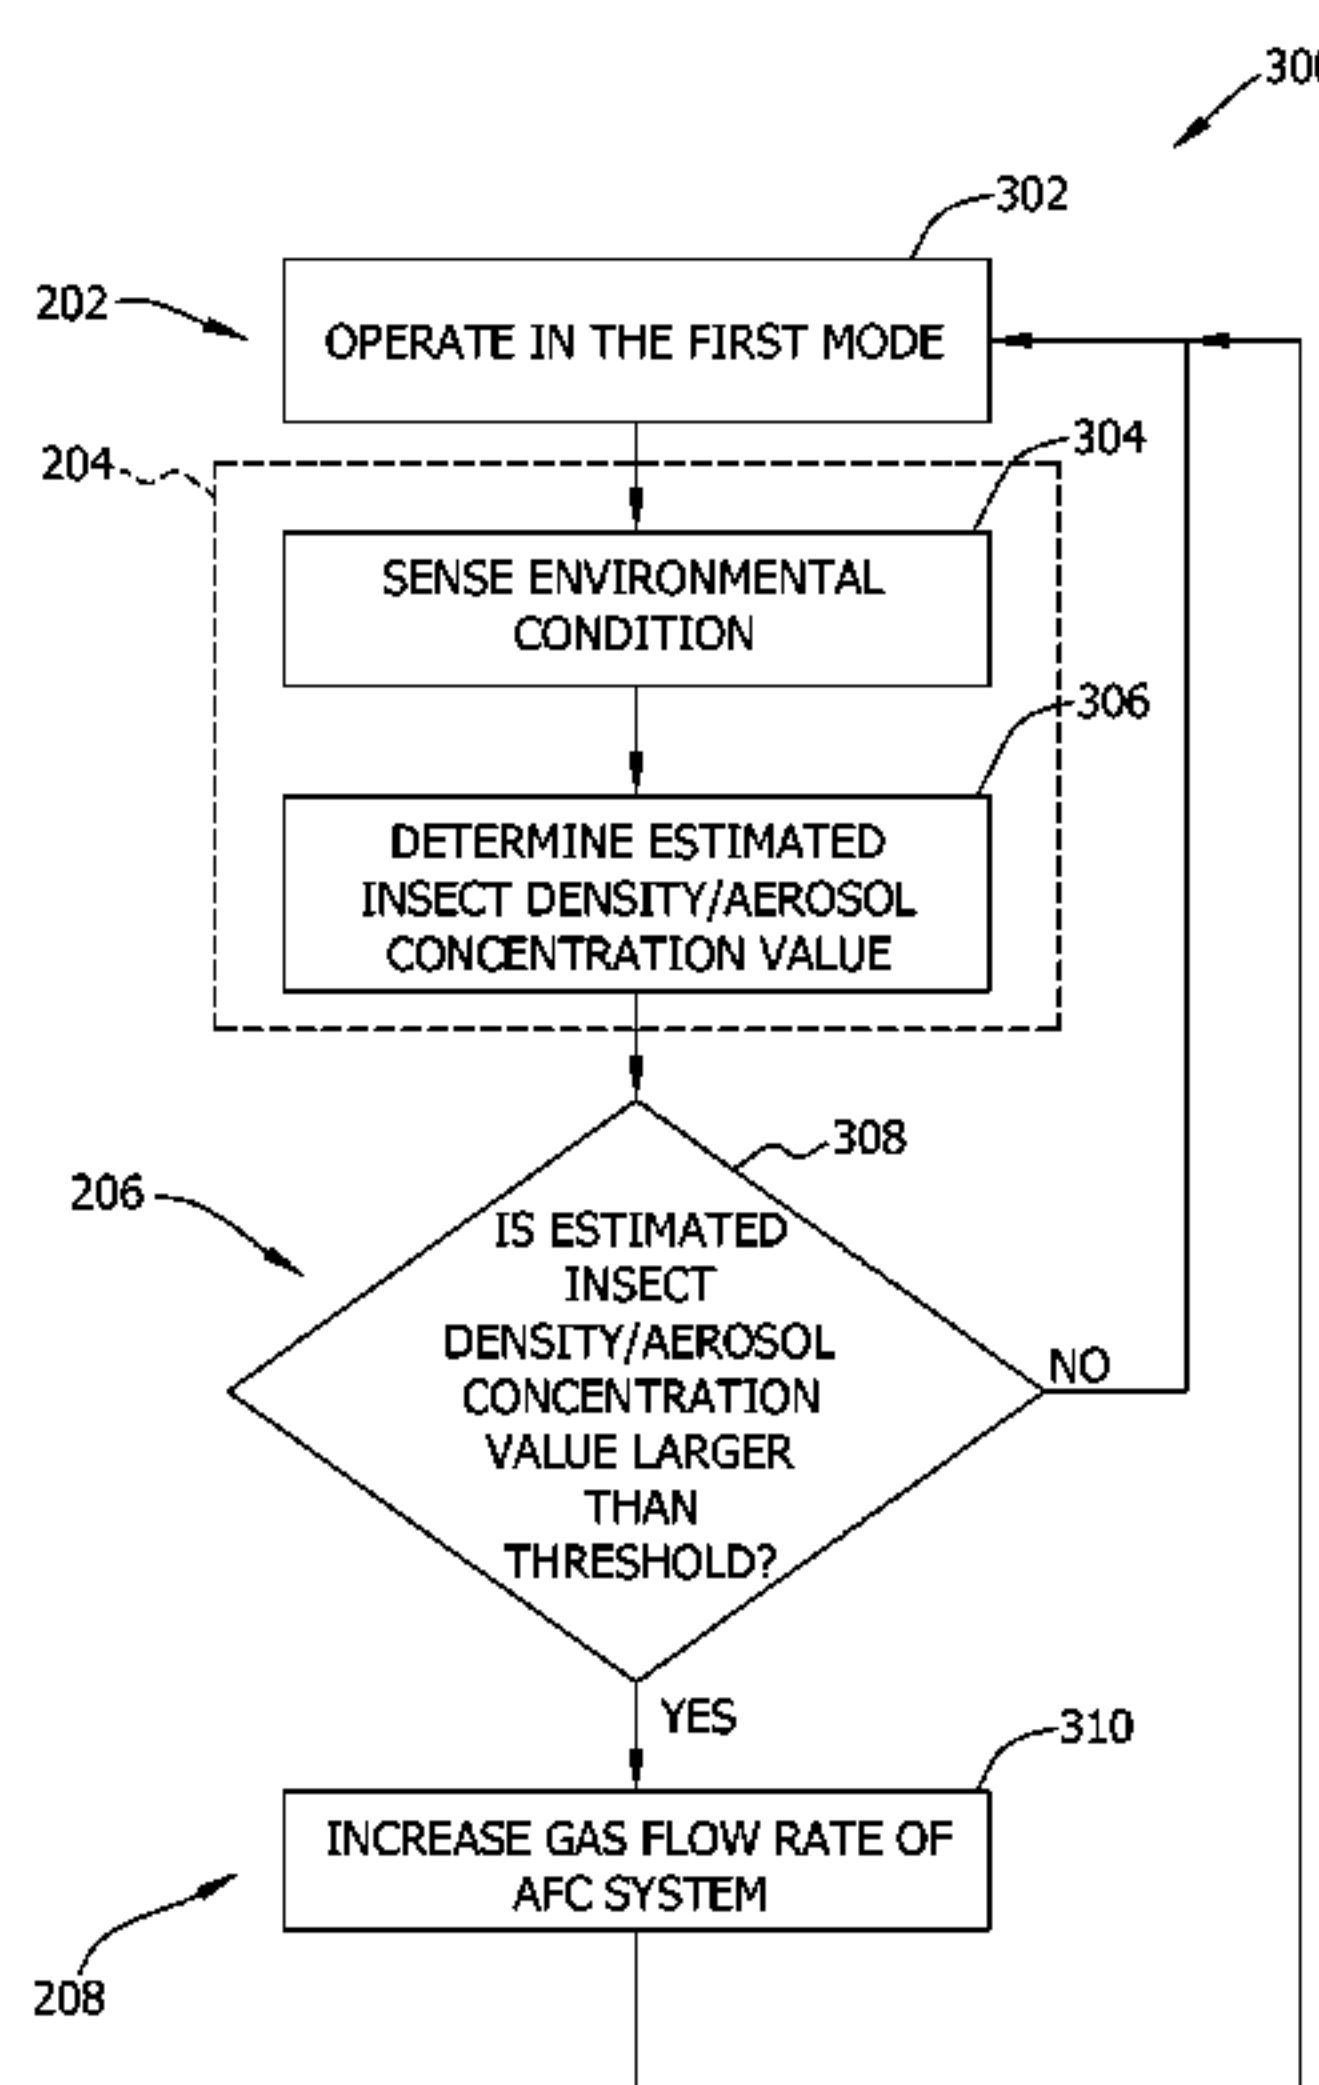 300
302
202
OPERATE IN THE FIRST MODE
304
204
SENSE ENVIRONMENTAL
CONDITION
306
DETERMINE ESTIMATED
INSECT DENSITY/AEROSOL
CONCENTRATION VALUE
308
206
IS ESTIMATED
INSECT
DENSITY/AEROSOL
CONCENTRATION
VALUE LARGER
THAN
THRESHOLD?
NO
YES
310
INCREASE GAS FLOW RATE OF
AFC SYSTEM
208